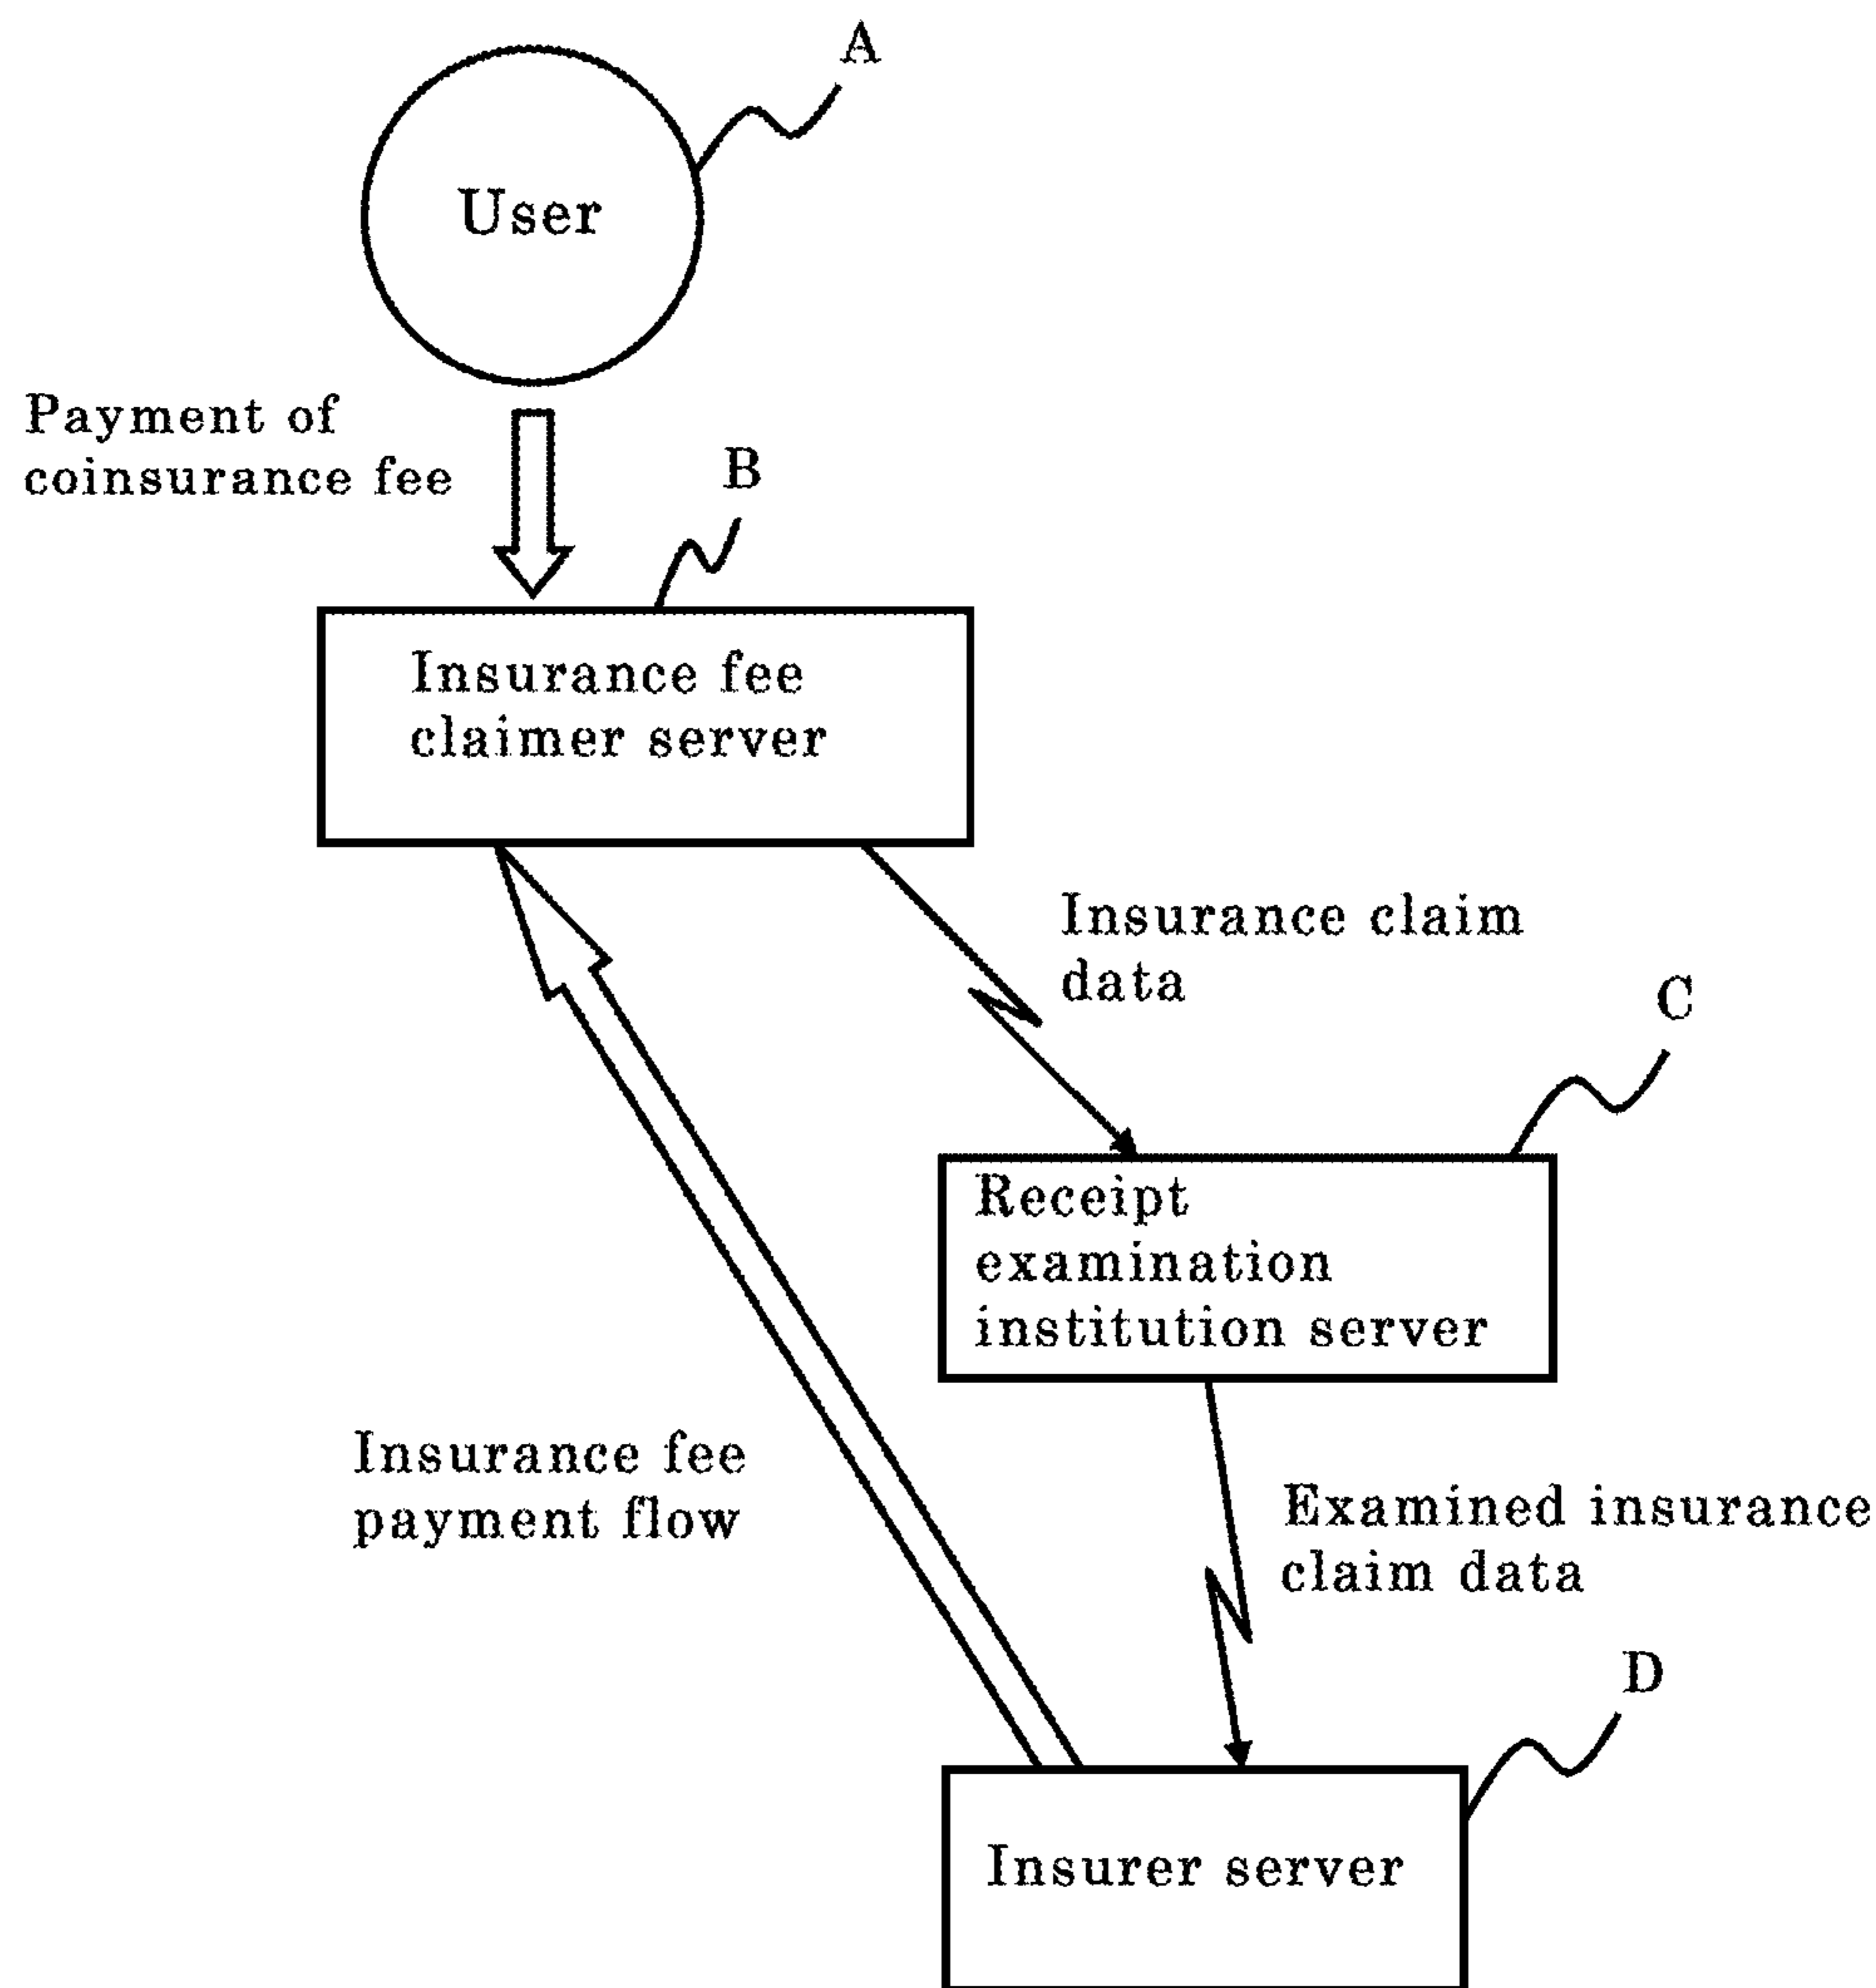 A
User
Payment of
coinsurance fee
B
Insurance fee
claimer server
Insurance claim
data
C
Receipt
examination
institution server
Insurance fee
payment flow
Examined insurance
claim data
D
Insurer server